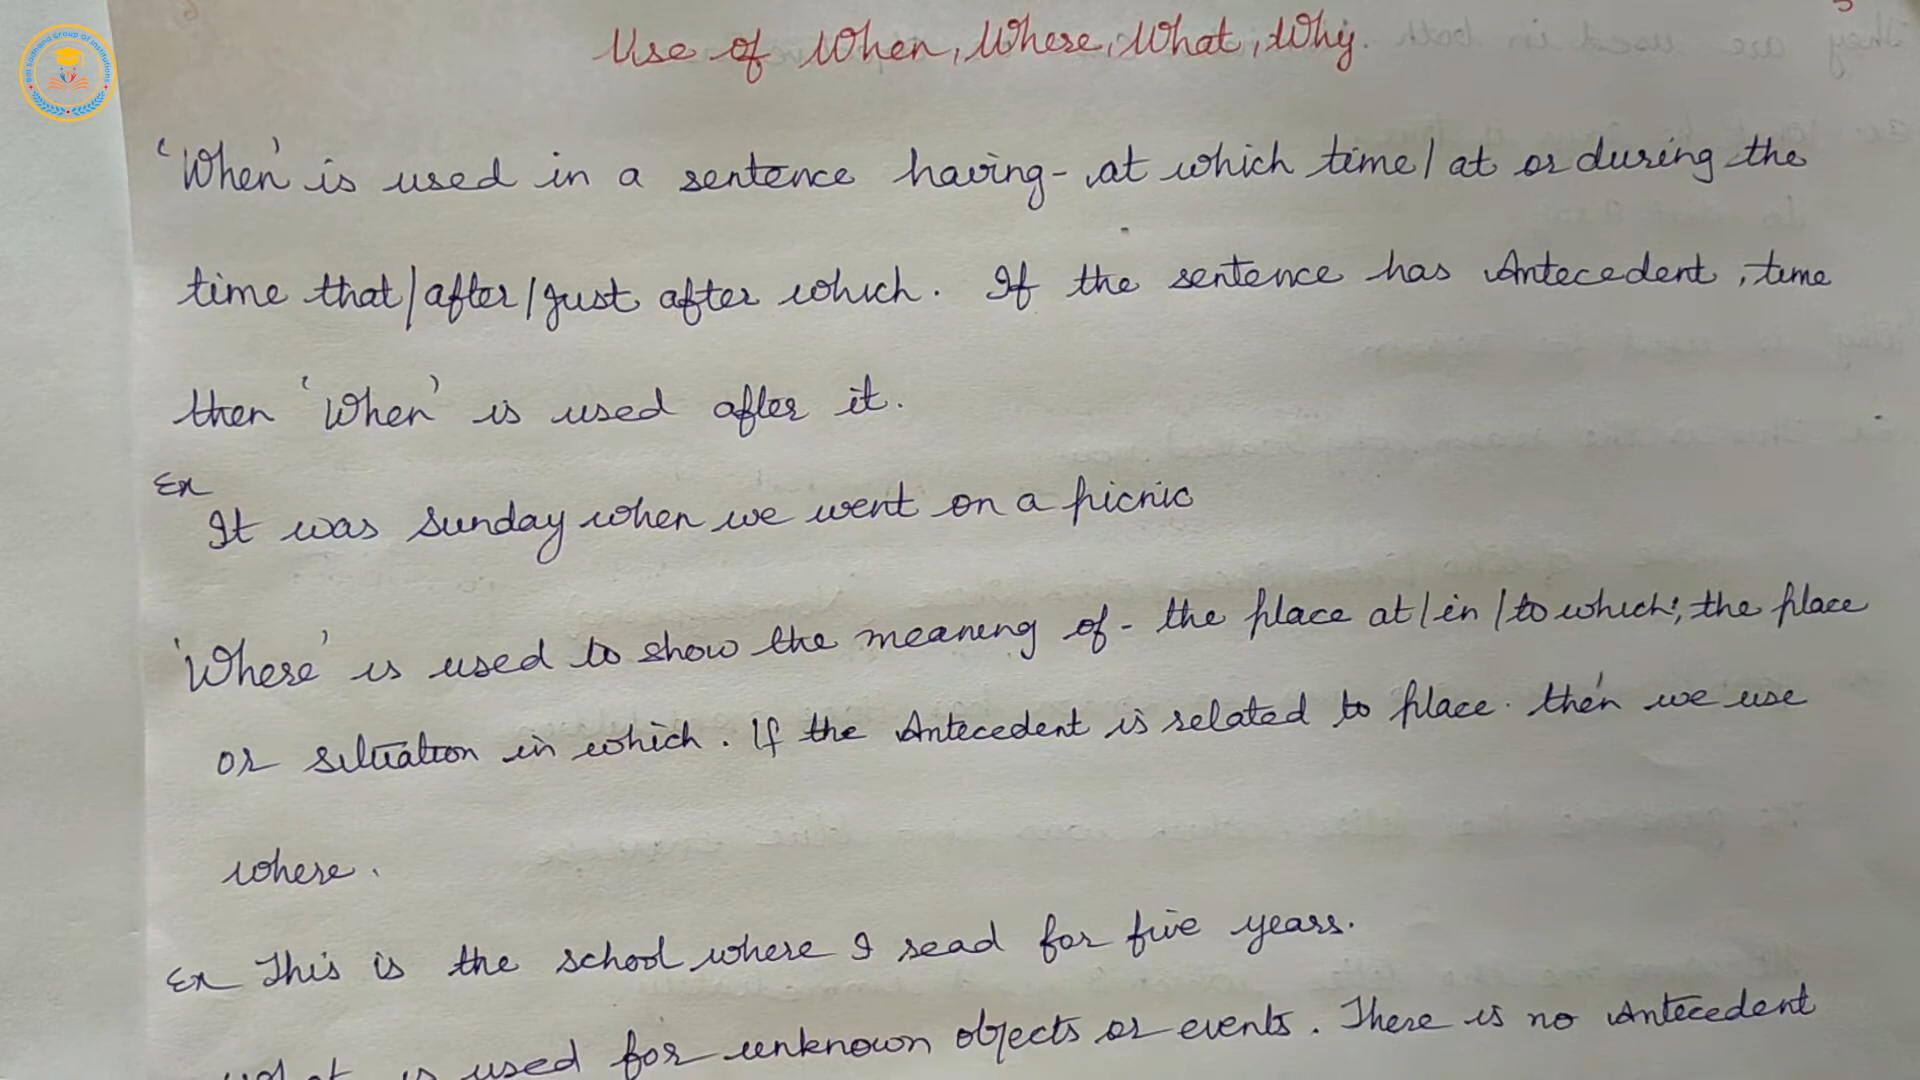 Use of When, Where, What, Why.
'When' is used in a sentence having - at which time / at or during the
time that / after / just after which. If the sentence has Antecedent, time
then 'When' is used after it.
Ex
It was Sunday when we went on a picnic
'Where' is used to show the meaning of - the place at / in / to which; the place
or situation in which. If the Antecedent is related to place. then we use
where.
Ex This is the school where I read for five years.
What is used for unknown objects or events. There is no Antecedent